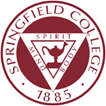 SPRINGFIELD COLLEGE
SPIRIT
MIND
BODY
• 1885 •